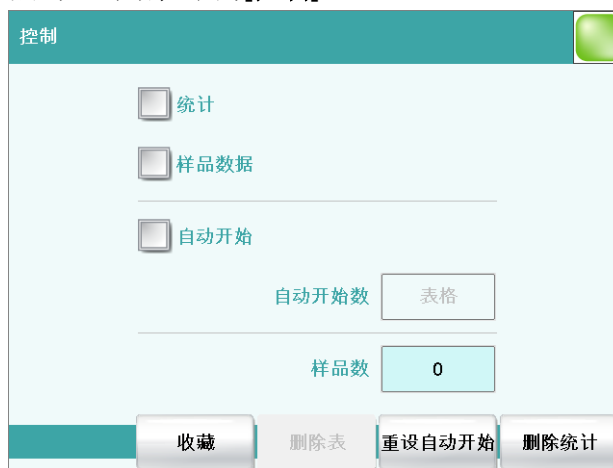 控制
统计
样品数据
自动开始
自动开始数 表格
样品数 0
收藏 删除表 重设自动开始 删除统计